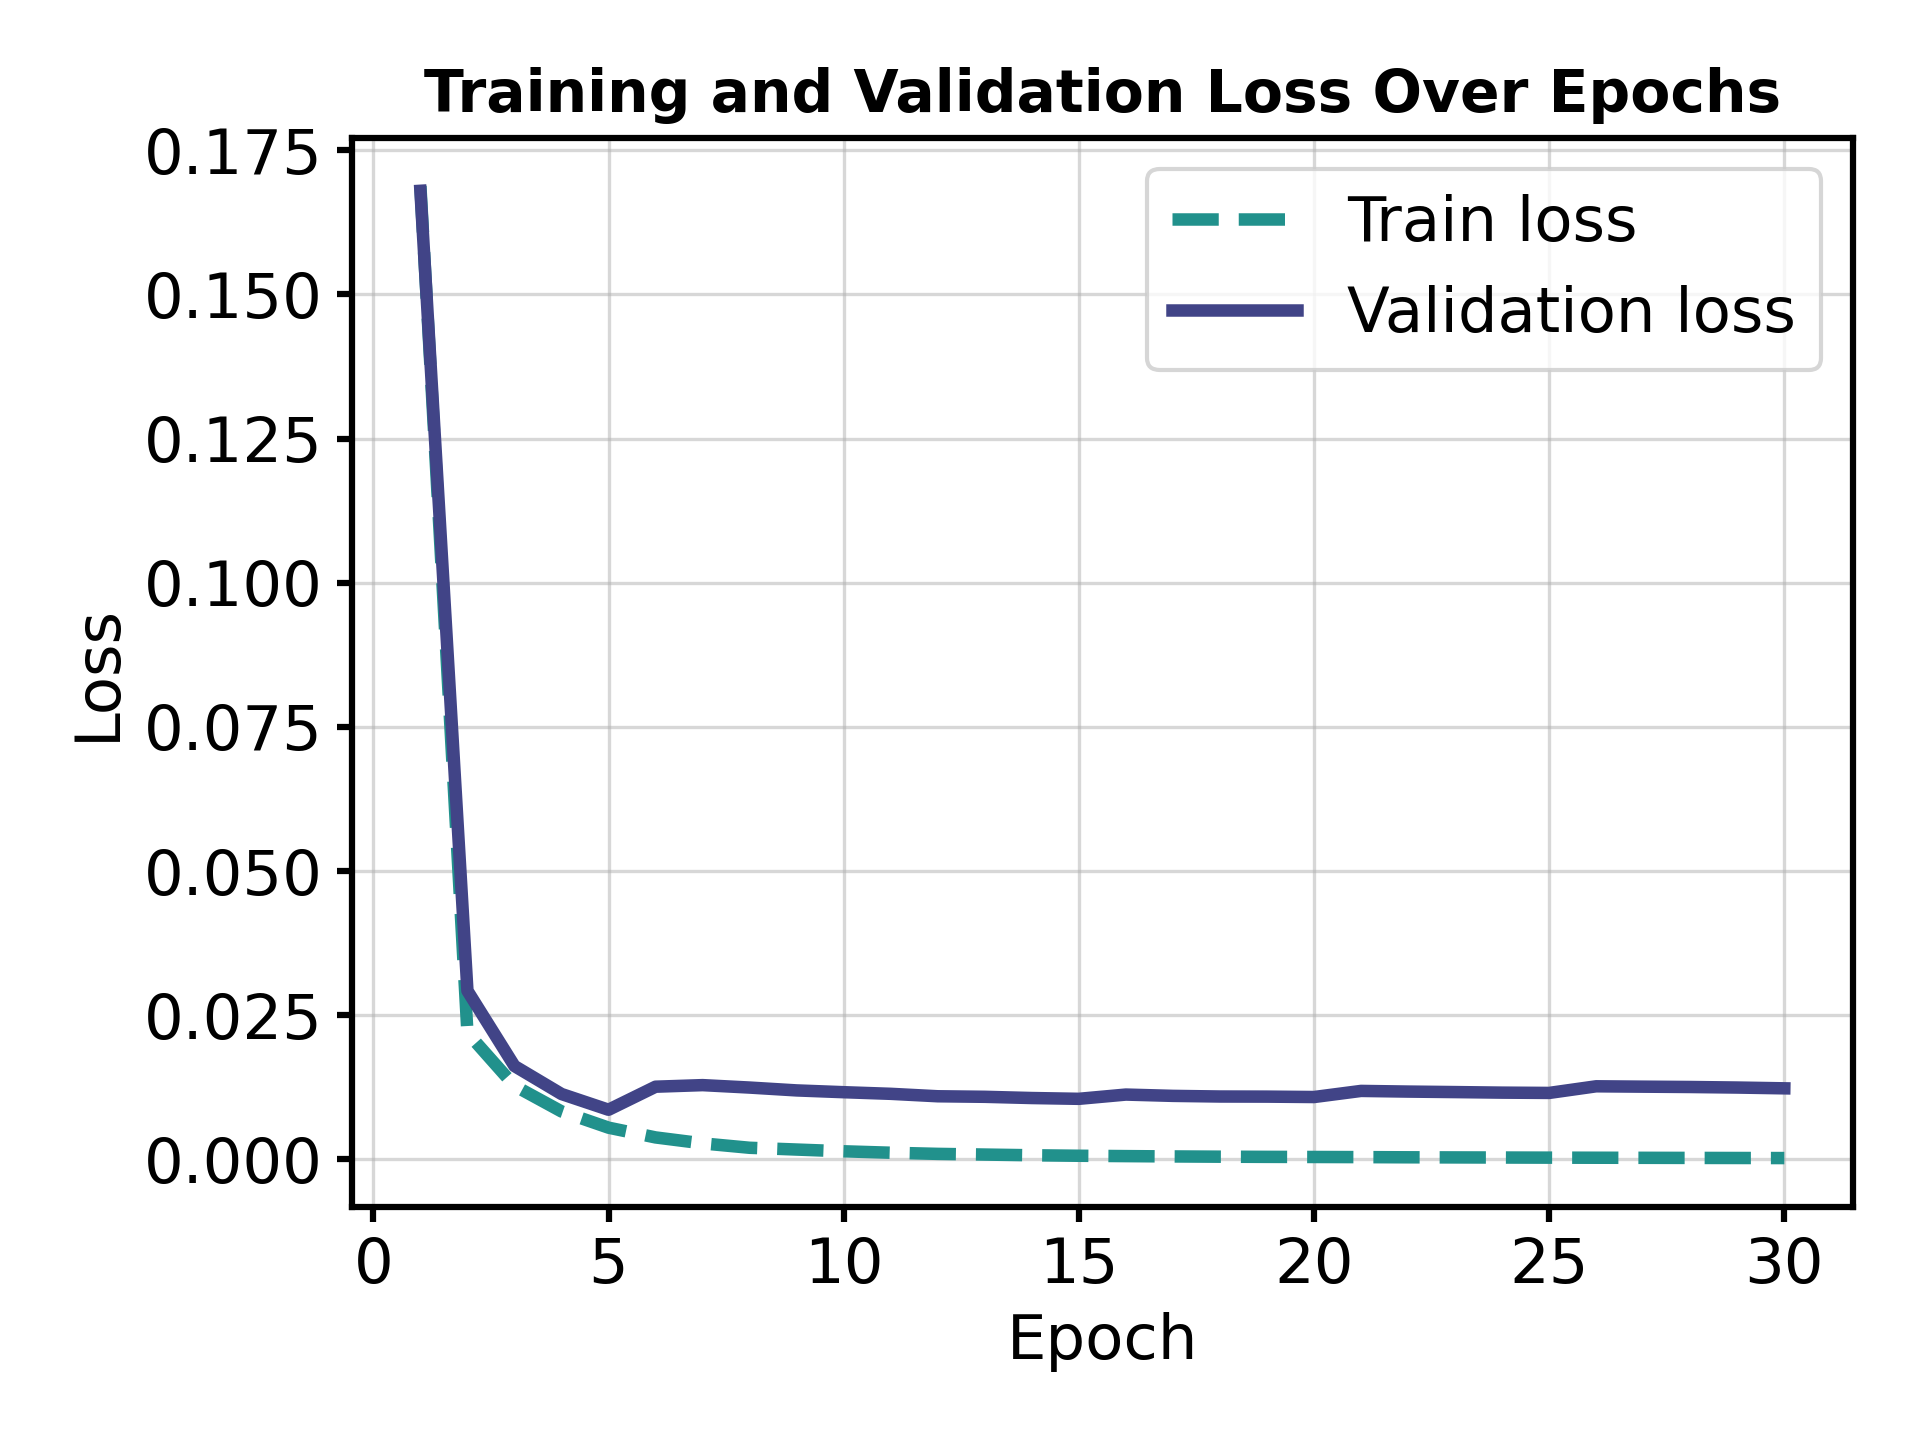 Training and Validation Loss Over Epochs
Train loss
Validation loss
Loss
0.175
0.150
0.125
0.100
0.075
0.050
0.025
0.000
0 5 10 15 20 25 30
Epoch